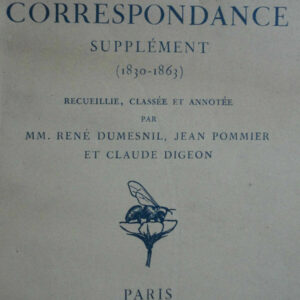 CORRESPONDANCE
SUPPLÉMENT
(1830-1863)
RECUEILLIE, CLASSÉE ET ANNOTÉE
PAR
MM. RENÉ DUMESNIL, JEAN POMMIER
ET CLAUDE DIGEON
PARIS